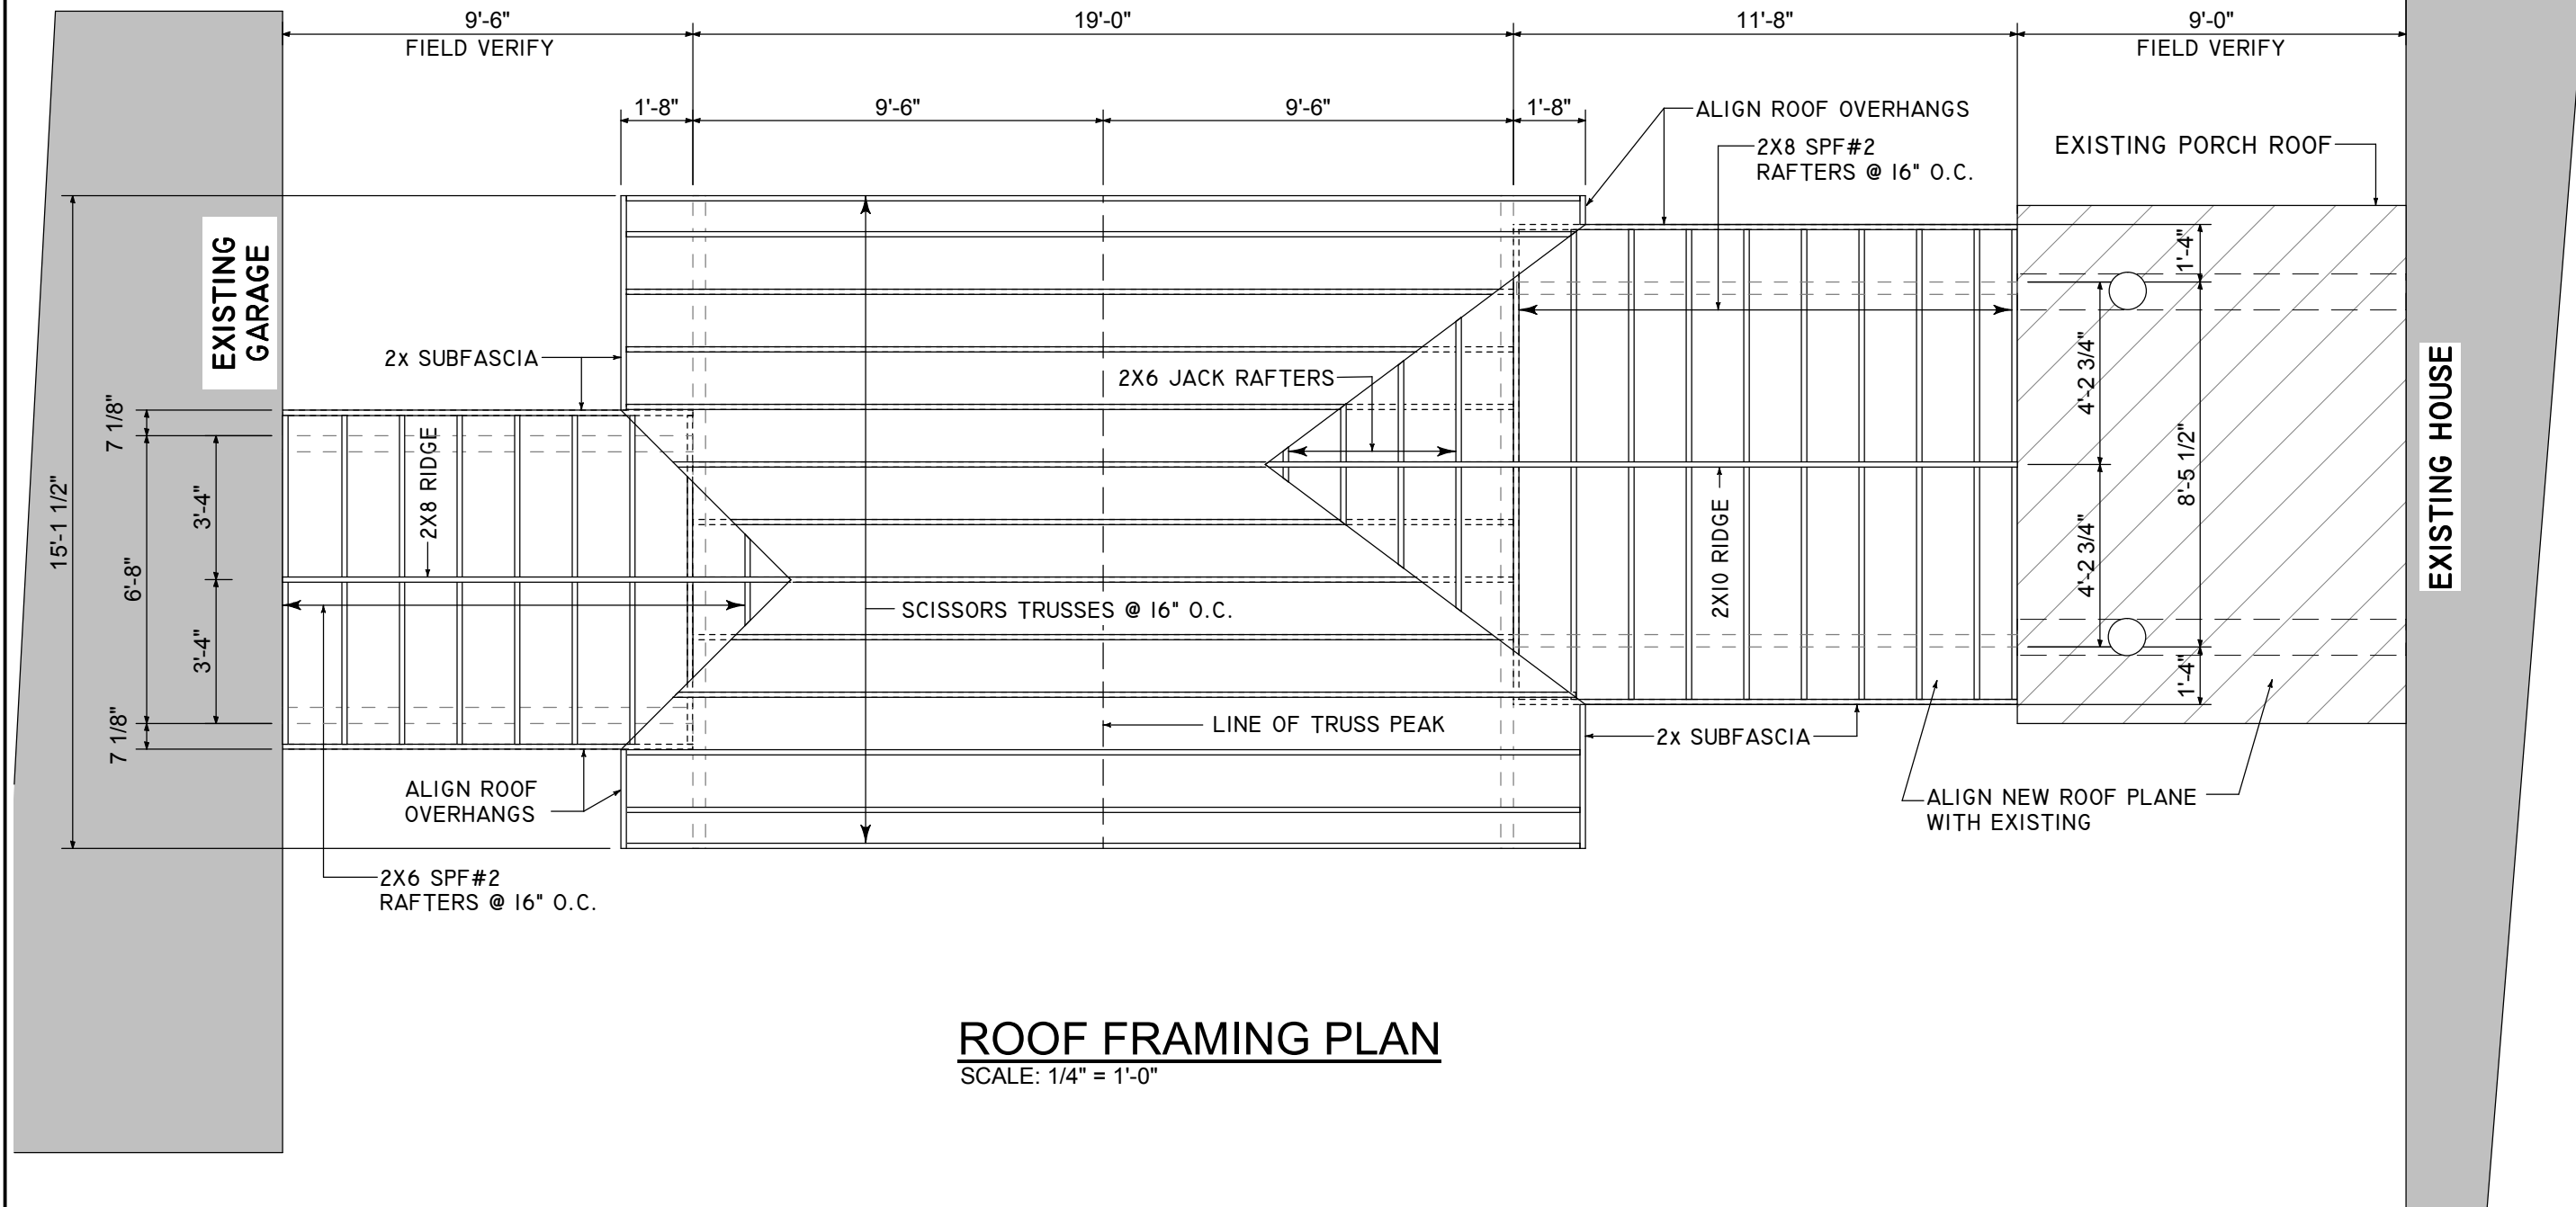 9'-6"
FIELD VERIFY
19'-0"
11'-8"
9'-0"
FIELD VERIFY
1'-8"
9'-6"
9'-6"
1'-8"
ALIGN ROOF OVERHANGS
2X8 SPF#2
RAFTERS @ 16" O.C.
EXISTING PORCH ROOF
EXISTING
GARAGE
2x SUBFASCIA
2X6 JACK RAFTERS
1'-4"
4'-2 3/4"
8'-5 1/2"
4'-2 3/4"
1'-4"
EXISTING HOUSE
7 1/8"
15'-1 1/2"
3'-4"
6'-8"
3'-4"
7 1/8"
2X8 RIDGE
2X10 RIDGE
SCISSORS TRUSSES @ 16" O.C.
LINE OF TRUSS PEAK
2x SUBFASCIA
ALIGN ROOF
OVERHANGS
ALIGN NEW ROOF PLANE
WITH EXISTING
2X6 SPF#2
RAFTERS @ 16" O.C.
ROOF FRAMING PLAN
SCALE: 1/4" = 1'-0"